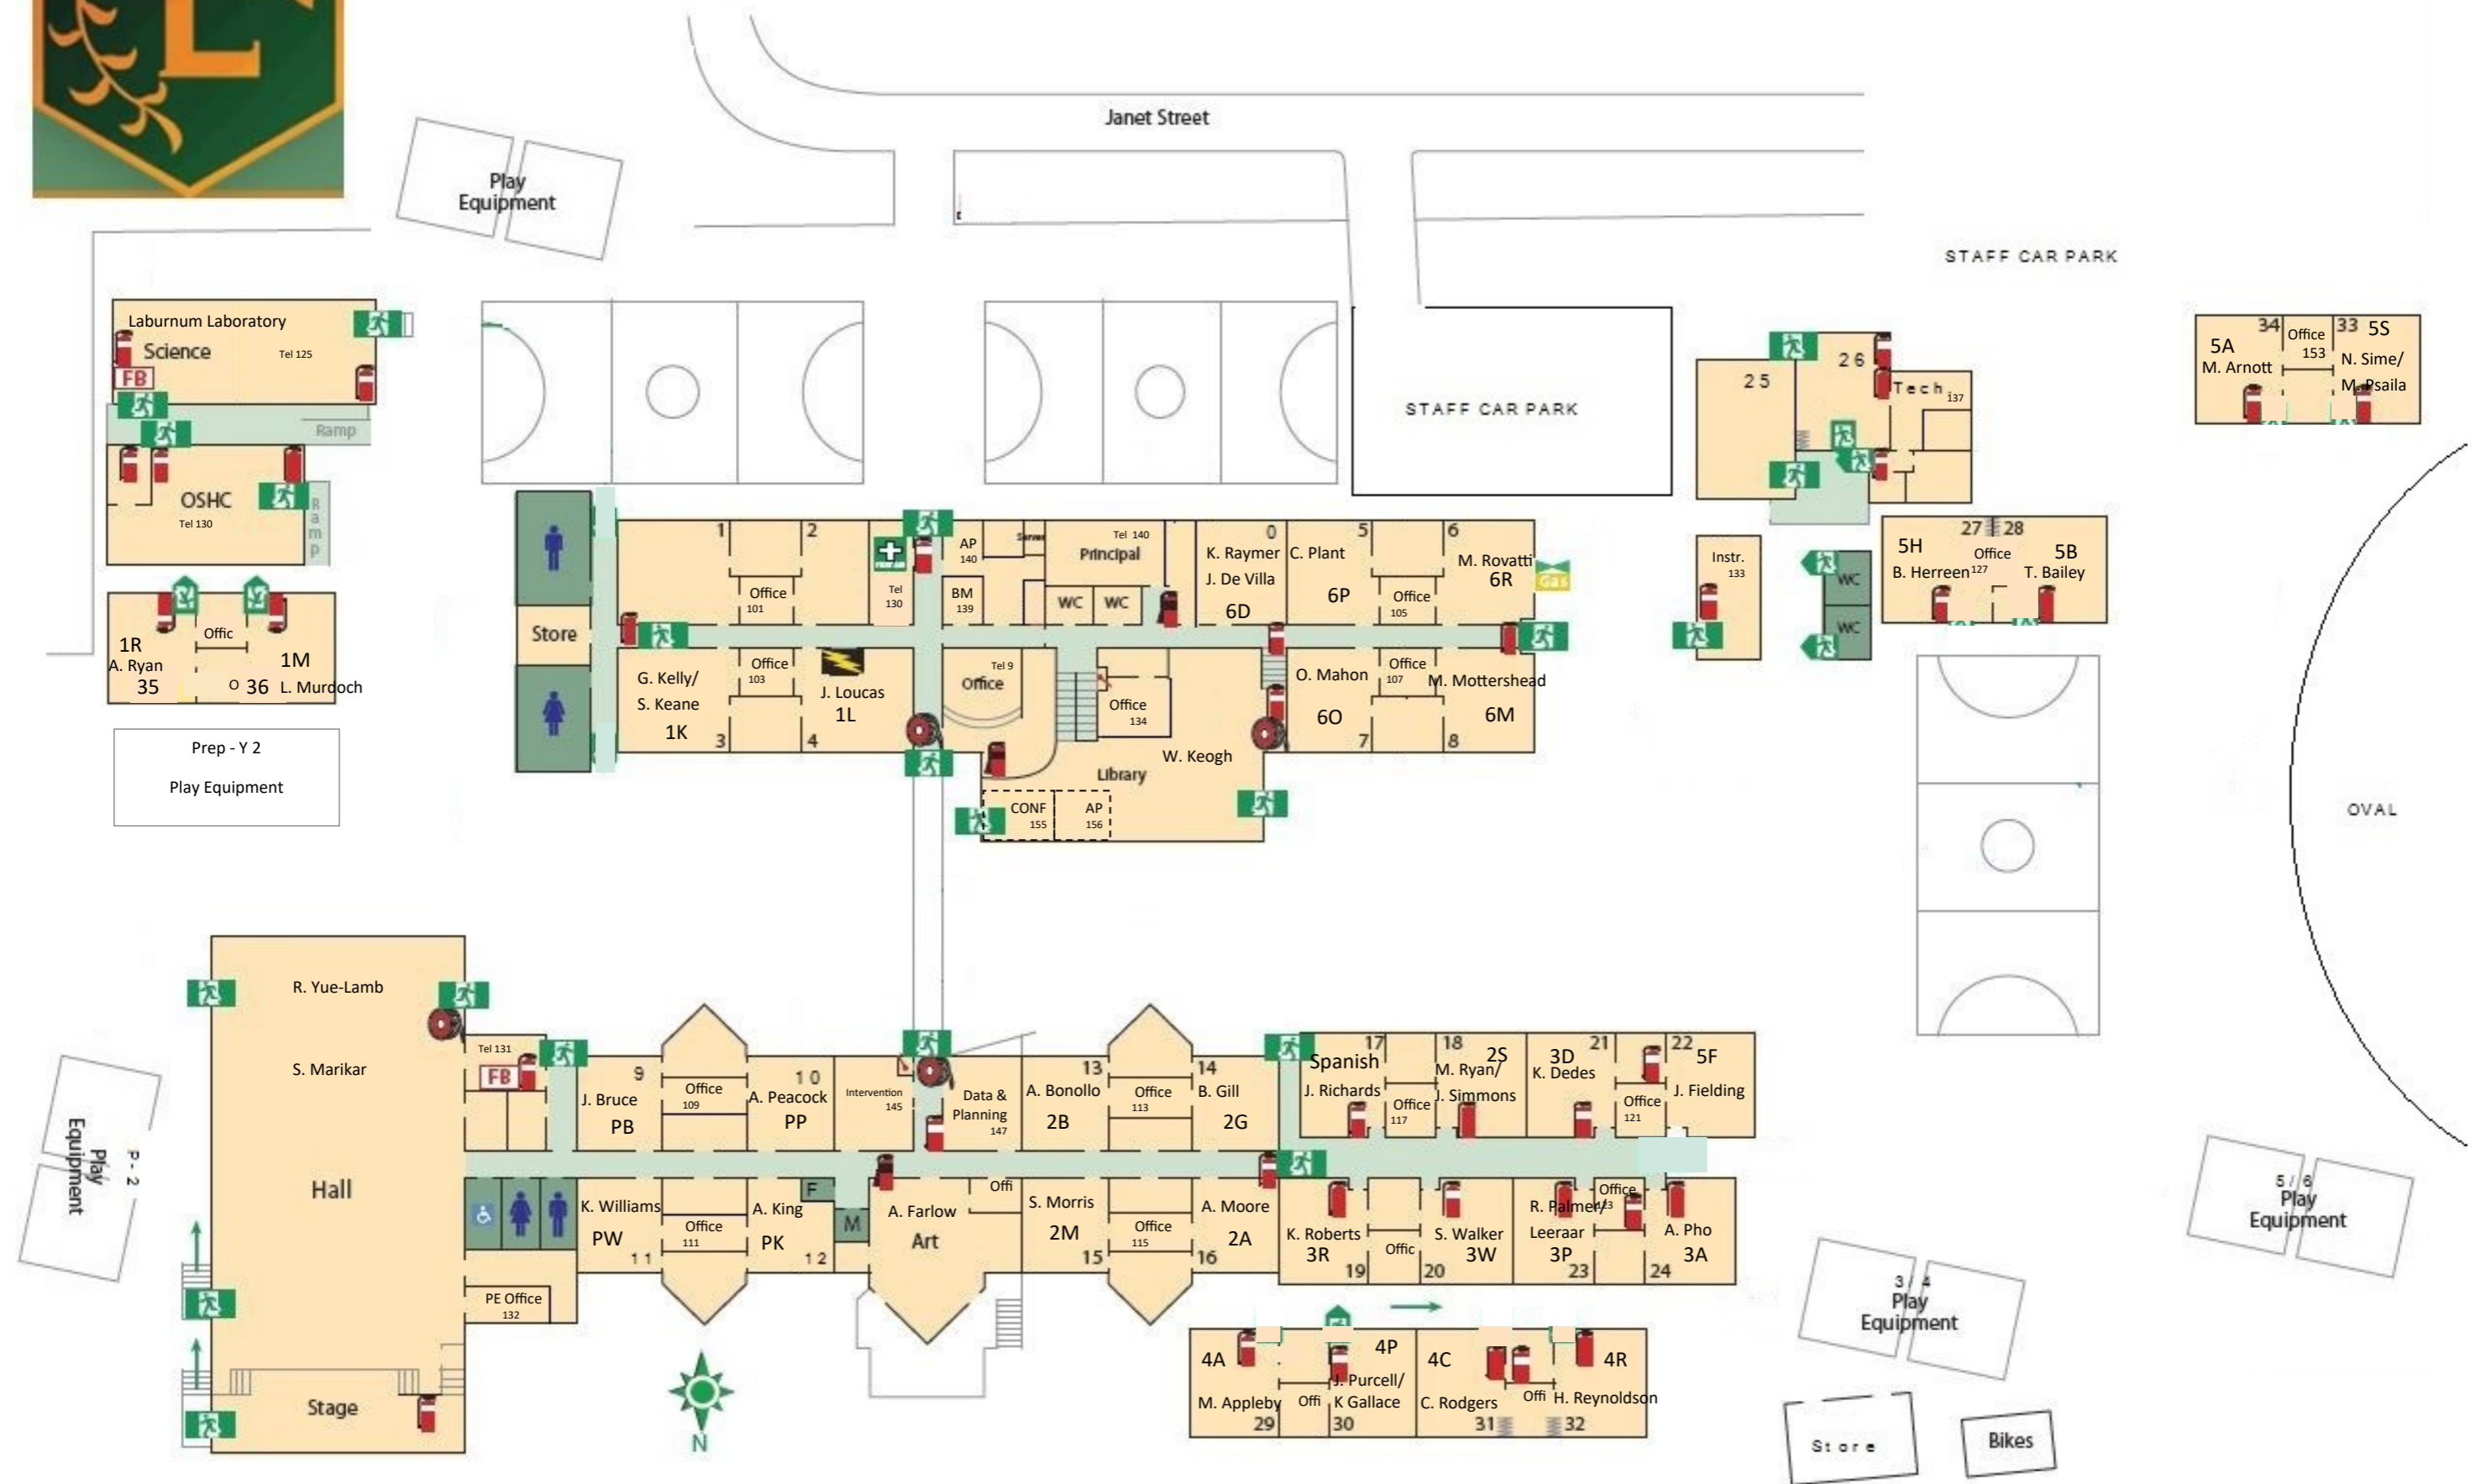 L
Janet Street
Play
Equipment
STAFF CAR PARK
STAFF CAR PARK
Laburnum Laboratory
Science
Tel 125
FB
Ramp
OSHC
Tel 130
Ramp
Offic
1R
A. Ryan
35
1M
O 36
L. Murdoch
Prep - Y 2
Play Equipment
Store
1
2
Office
101
Tel
130
AP
140
BM
139
Server
Tel 140
Principal
WC
WC
0
K. Raymer
J. De Villa
6D
5
C. Plant
6P
Office
105
6
M. Rovatti
6R
Gas
G. Kelly/
S. Keane
1K
3
Office
103
J. Loucas
1L
4
Tel 9
Office
Office
134
W. Keogh
Library
CONF
155
AP
156
O. Mahon
6O
7
Office
107
M. Mottershead
6M
8
25
26
Tech.
137
Instr.
133
WC
WC
27
28
5H
B. Herreen
Office
127
5B
T. Bailey
34
5A
M. Arnott
Office
153
33
5S
N. Sime/
M. Psaila
OVAL
R. Yue-Lamb
S. Marikar
Hall
Stage
Tel 131
FB
PE Office
132
P- 2
Play
Equipment
9
J. Bruce
PB
Office
109
10
A. Peacock
PP
Intervention
145
Data &
Planning
147
13
A. Bonollo
2B
Office
113
14
B. Gill
2G
17
Spanish
J. Richards
Office
117
18
2S
M. Ryan/
J. Simmons
3D
21
K. Dedes
Office
121
22
5F
J. Fielding
K. Williams
PW
11
Office
111
A. King
PK
12
F
M
A. Farlow
Art
Offi
S. Morris
2M
15
Office
115
A. Moore
2A
16
K. Roberts
3R
19
Offic
S. Walker
3W
20
R. Palmer/
Leeraar
3P
23
Office
123
A. Pho
3A
24
4A
M. Appleby
29
Offi
4P
J. Purcell/
K Gallace
30
4C
C. Rodgers
31
Offi
4R
H. Reynoldson
32
N
5 / 6
Play
Equipment
3 / 4
Play
Equipment
Store
Bikes